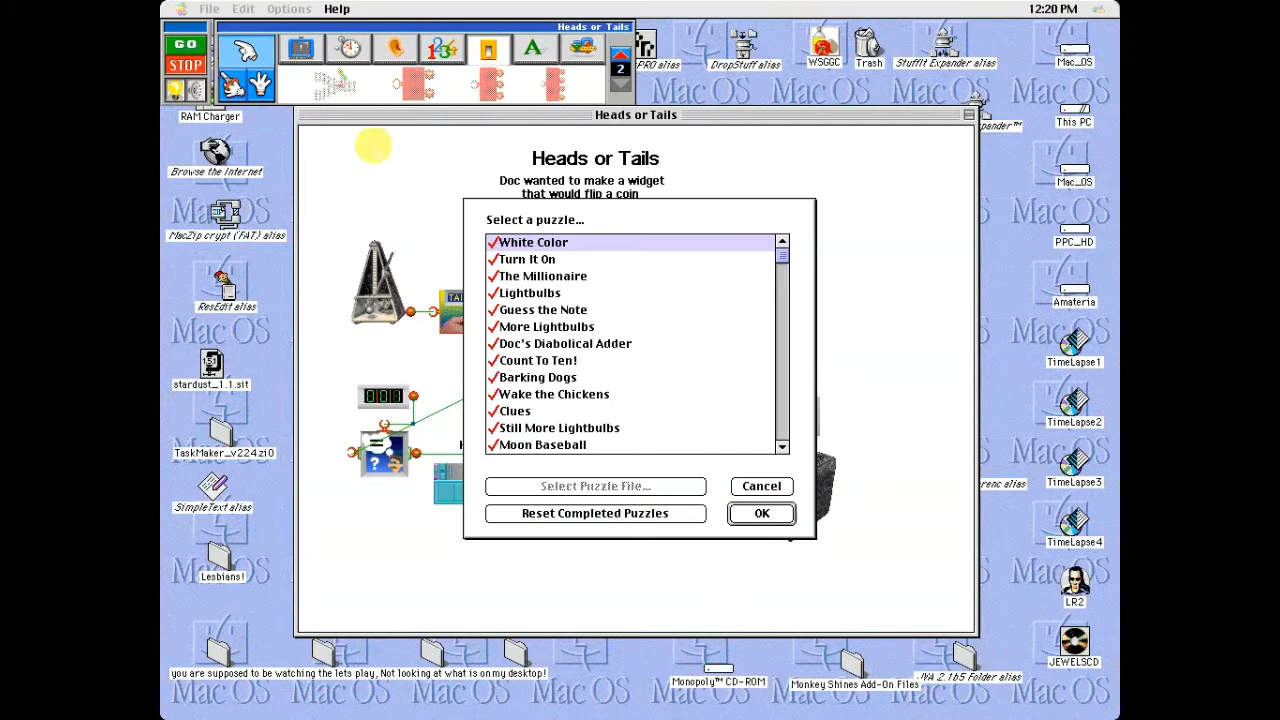 File Edit Options Help
12:20 PM
Heads or Tails
GO
STOP
123
A
2
PRO alias
DropStuff alias
WSGGC
Trash
StuffIt Expander alias
Mac_OS
RAM Charger
Heads or Tails
This PC
Browse the Internet
Heads or Tails
Doc wanted to make a widget
that would flip a coin
Mac_OS
MacZip crypt (FAT) alias
PPC_HD
ResEdit alias
Amateria
Select a puzzle...
White Color
Turn It On
The Millionaire
Lightbulbs
Guess the Note
More Lightbulbs
Doc's Diabolical Adder
Count To Ten!
Barking Dogs
Wake the Chickens
Clues
Still More Lightbulbs
Moon Baseball
Select Puzzle File...
Cancel
Reset Completed Puzzles
OK
TAI
001
stardust_1.1.sit
TimeLapse1
TimeLapse2
TaskMaker_v224.zi0
TimeLapse3
SimpleText alias
TimeLapse4
Lesbians!
LR2
you are supposed to be watching the lets play, Not looking at what is on my desktop!
Monopoly™ CD-ROM
Monkey Shines Add-On Files
JEWELSCD
Mac OS